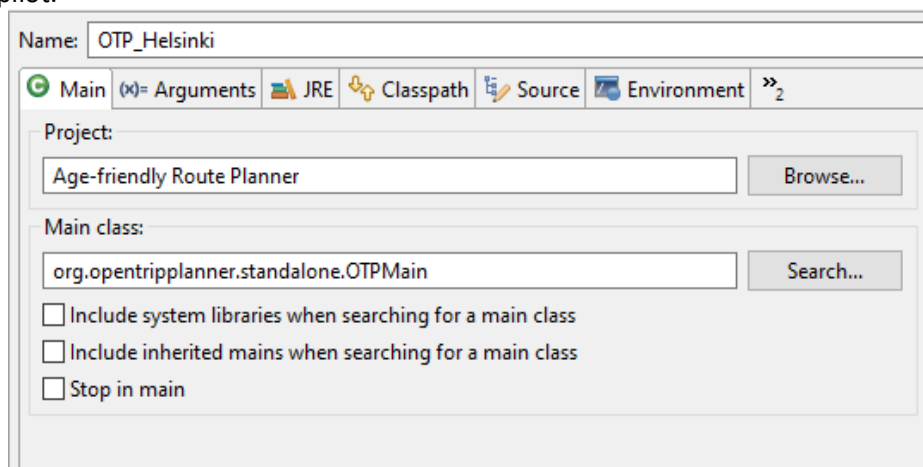 pilot.
Name: OTP_Helsinki
Main (x)= Arguments JRE Classpath Source Environment »2
Project:
Age-friendly Route Planner Browse...
Main class:
org.opentripplanner.standalone.OTPMain Search...
Include system libraries when searching for a main class
Include inherited mains when searching for a main class
Stop in main